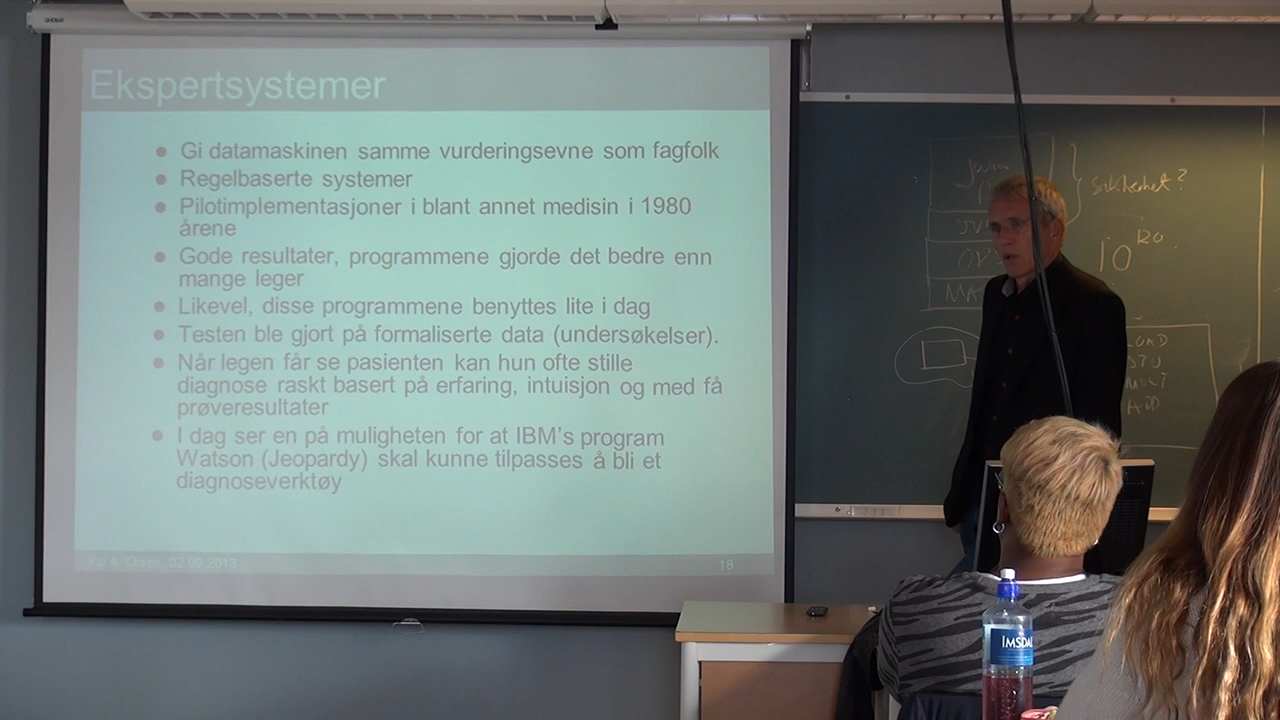 Ekspertsystemer
● Gi datamaskinen samme vurderingsevne som fagfolk
● Regelbaserte systemer
● Pilotimplementasjoner i blant annet medisin i 1980
årene
● Gode resultater, programmene gjorde det bedre enn
mange leger
● Likevel, disse programmene benyttes lite i dag
● Testen ble gjort på formaliserte data (undersøkelser).
● Når legen får se pasienten kan hun ofte stille
diagnose raskt basert på erfaring, intuisjon og med få
prøveresultater
● I dag ser en på muligheten for at IBM's program
Watson (Jeopardy) skal kunne tilpasses å bli et
diagnoseverktøy
Kai A. Olsen, 02.09.2013
18
Sikkerhet?
10
MA
ADD
IMSDAL